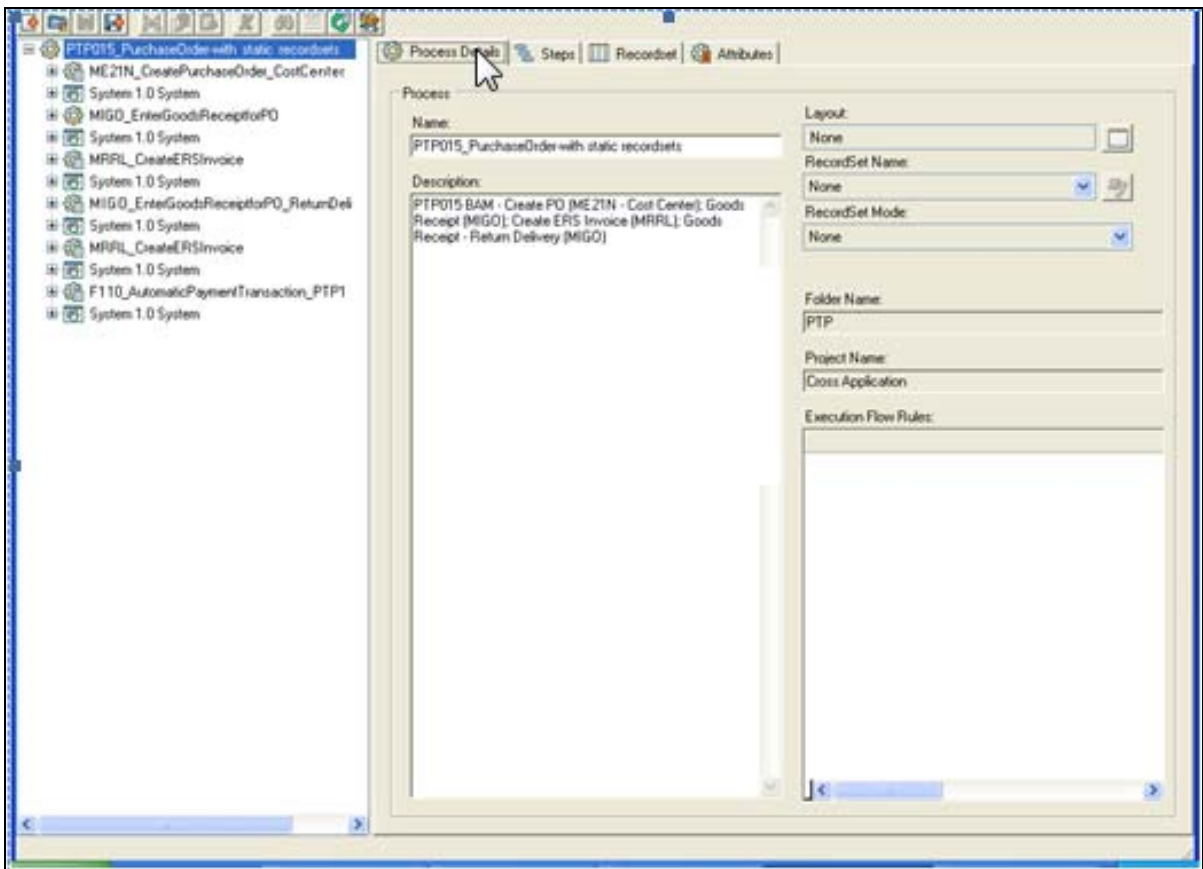 PTP015_PurchaseOrder-with static recordsets
ME21N_CreatePurchaseOrder_CostCenter
System 1.0 System
MIGO_EnterGoodsReceiptforPO
System 1.0 System
MRRL_CreateERSInvoice
System 1.0 System
MIGO_EnterGoodsReceiptforPO_ReturnDeli
System 1.0 System
MRRL_CreateERSInvoice
System 1.0 System
F110_AutomaticPaymentTransaction_PTP1
System 1.0 System
Process Details Steps Recordset Attributes
Process
Name:
PTP015_PurchaseOrder-with static recordsets
Description:
PTP015 BAM - Create PO (ME21N - Cost Center); Goods
Receipt (MIGO); Create ERS Invoice (MRRL); Goods
Receipt - Return Delivery (MIGO)
Layout:
None
RecordSet Name:
None
RecordSet Mode:
None
Folder Name:
PTP
Project Name:
Cross Application
Execution Flow Rules: